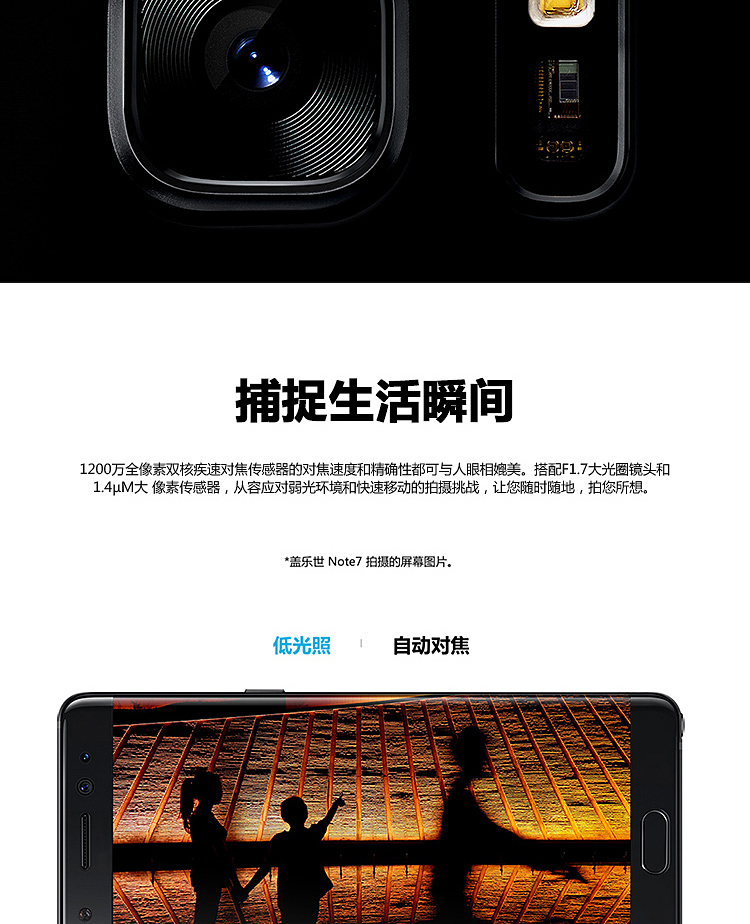 捕捉生活瞬间
1200万全像素双核疾速对焦传感器的对焦速度和精确性都可与人眼相媲美。搭配F1.7大光圈镜头和
1.4μM大 像素传感器，从容应对弱光环境和快速移动的拍摄挑战，让您随时随地，拍您所想。
*盖乐世 Note7 拍摄的屏幕图片。
低光照 | 自动对焦